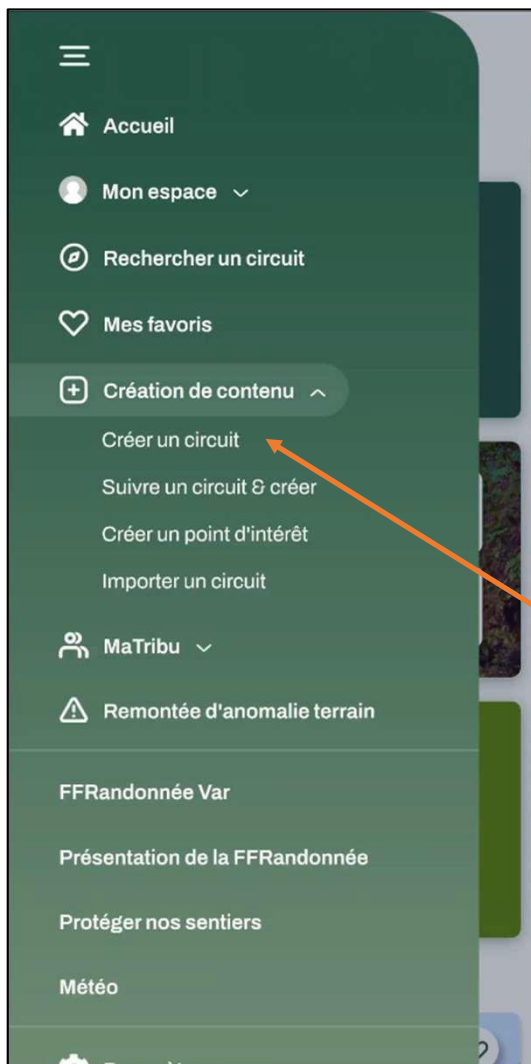 Accueil
Mon espace
Rechercher un circuit
Mes favoris
Création de contenu
Créer un circuit
Suivre un circuit & créer
Créer un point d'intérêt
Importer un circuit
MaTribu
Remontée d'anomalie terrain
FFRandonnée Var
Présentation de la FFRandonnée
Protéger nos sentiers
Météo